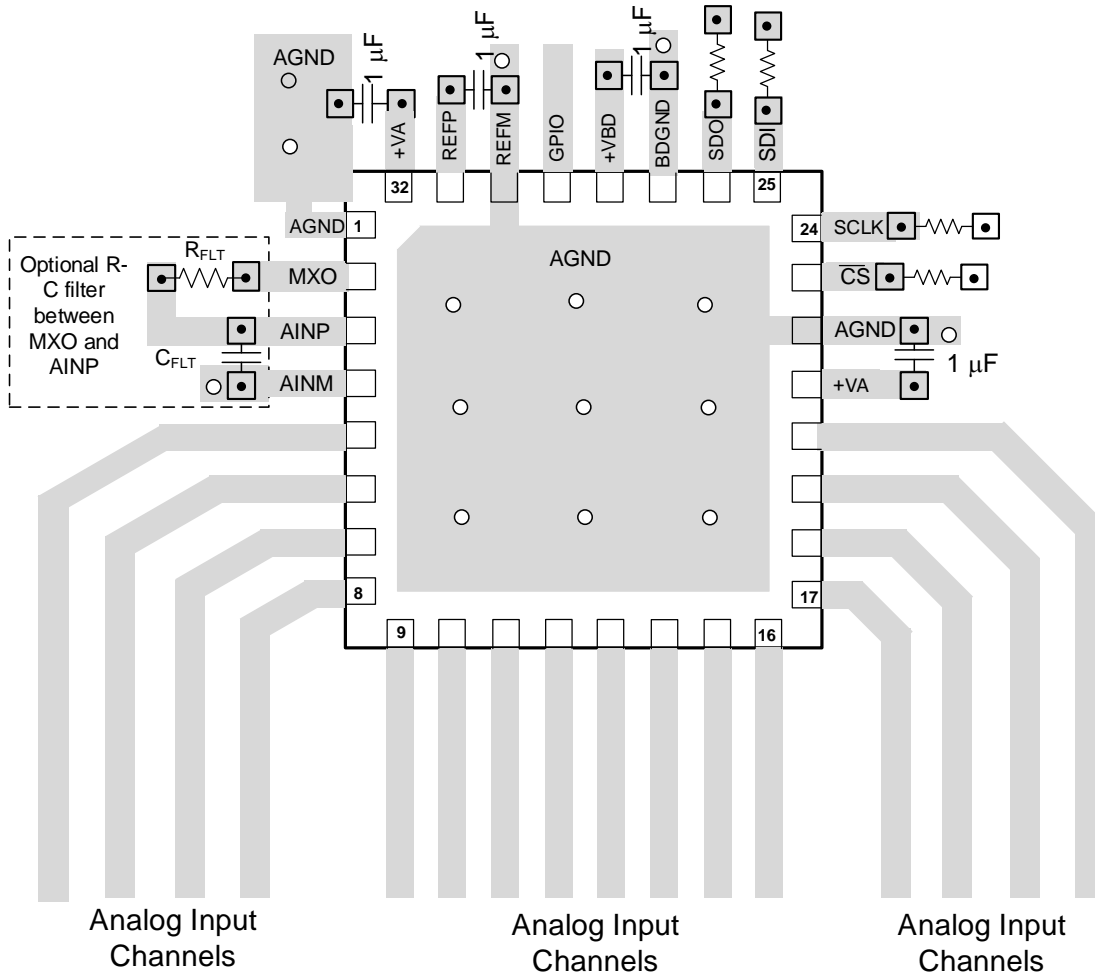 AGND
1 µF
1 µF
1 µF
+VA
REFP
REFM
GPIO
+VBD
BDGND
SDO
SDI
32
25
AGND
1
24
SCLK
Optional R-
C filter
between
MXO and
AINP
RFLT
MXO
CS
AGND
AINP
AGND
CFLT
AINM
+VA
1 µF
8
17
9
16
Analog Input
Channels
Analog Input
Channels
Analog Input
Channels